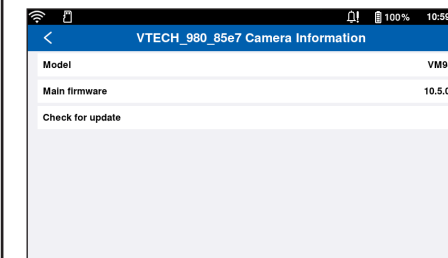 100% 10:59
VTECH_980_85e7 Camera Information
Model VM9
Main firmware 10.5.0
Check for update